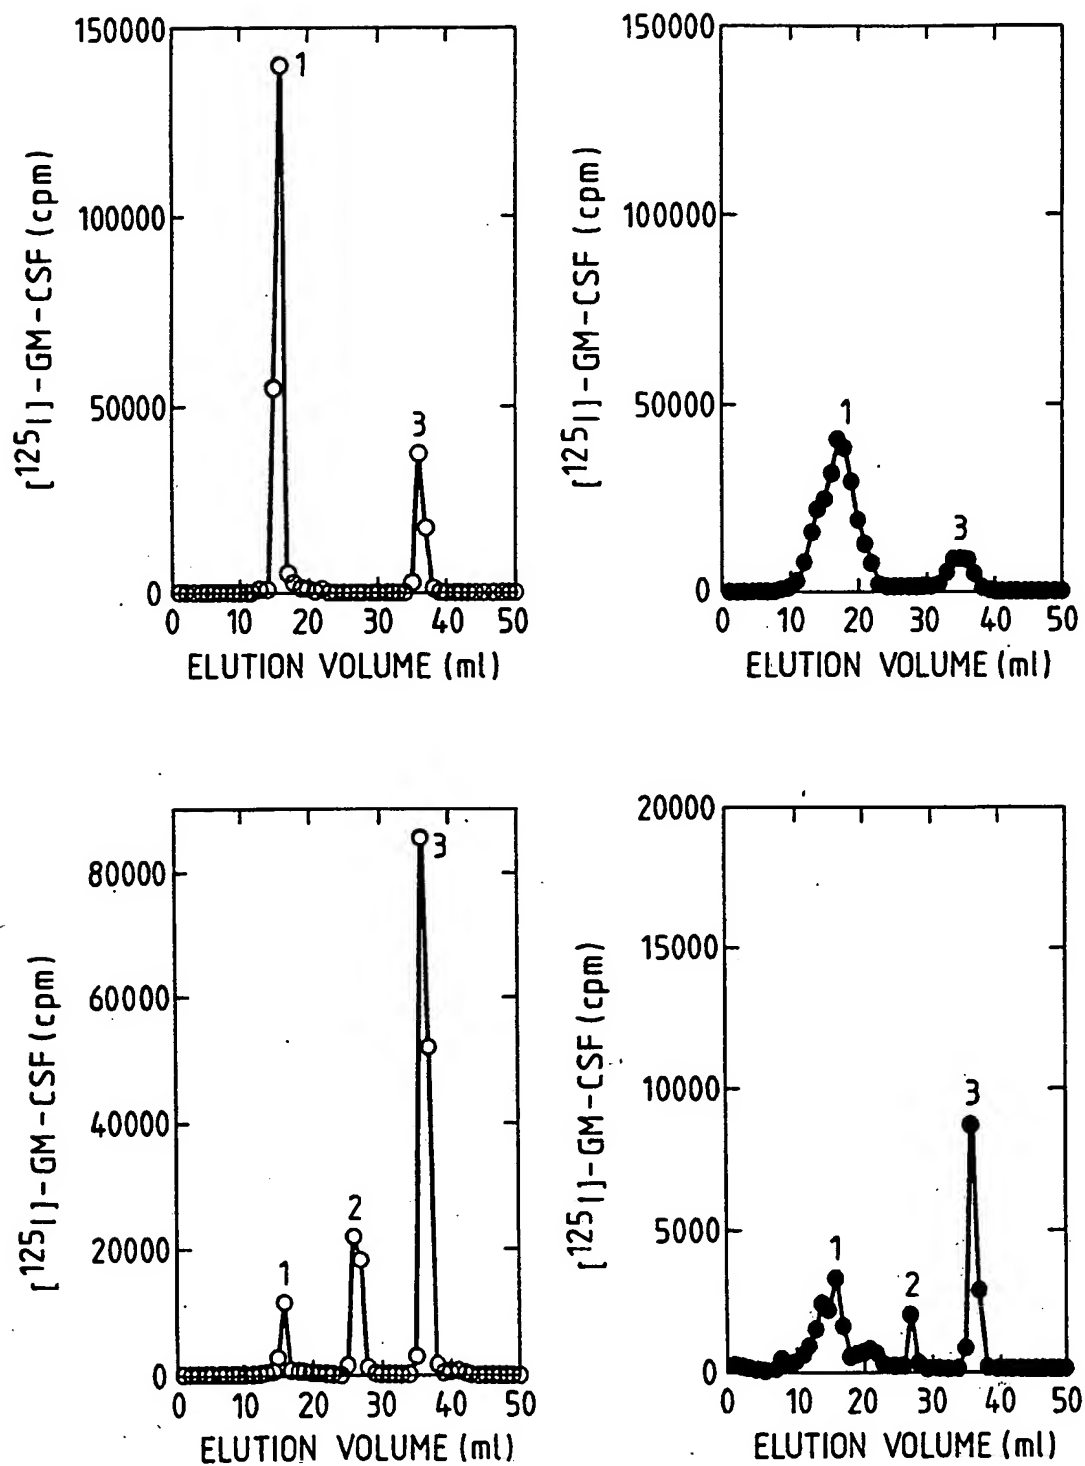 150000
100000
50000
0
[125I]-GM-CSF (cpm)
1
3
0 10 20 30 40 50
ELUTION VOLUME (ml)
150000
100000
50000
0
[125I]-GM-CSF (cpm)
1
3
0 10 20 30 40 50
ELUTION VOLUME (ml)
80000
60000
40000
20000
0
[125I]-GM-CSF (cpm)
1
2
3
0 10 20 30 40 50
ELUTION VOLUME (ml)
20000
15000
10000
5000
0
[125I]-GM-CSF (cpm)
1
2
3
0 10 20 30 40 50
ELUTION VOLUME (ml)